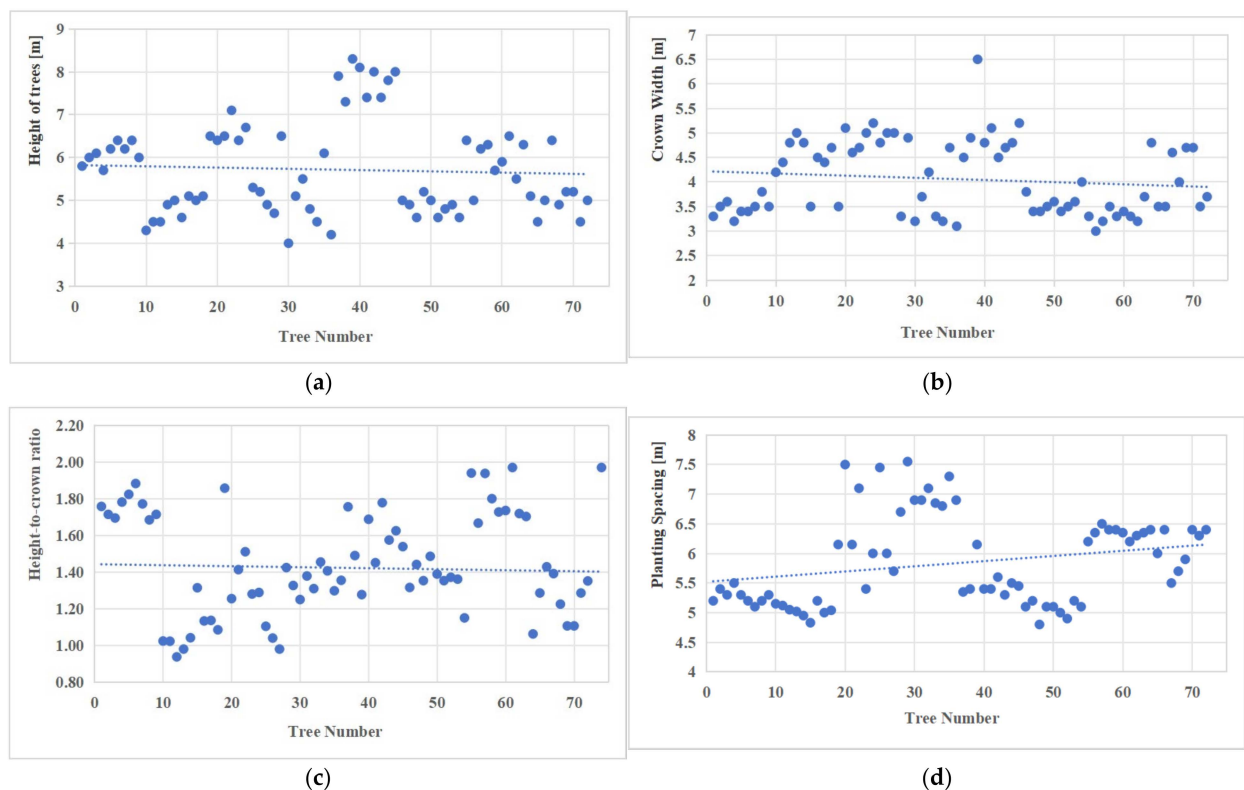 Height of trees [m]
9
8
7
6
5
4
3
0 10 20 30 40 50 60 70
Tree Number
(a)
Crown Width [m]
7
6.5
6
5.5
5
4.5
4
3.5
3
2.5
2
0 10 20 30 40 50 60 70
Tree Number
(b)
Height-to-crown ratio
2.20
2.00
1.80
1.60
1.40
1.20
1.00
0.80
0 10 20 30 40 50 60 70
Tree Number
(c)
Planting Spacing [m]
8
7.5
7
6.5
6
5.5
5
4.5
4
0 10 20 30 40 50 60 70
Tree Number
(d)